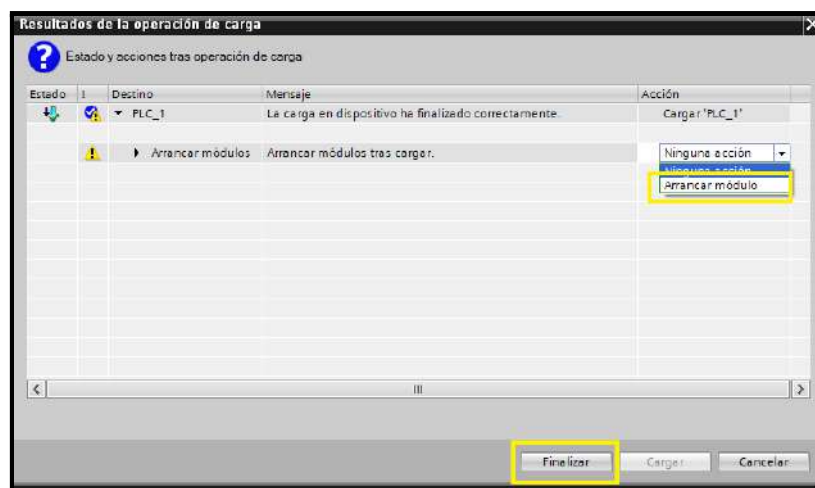 Resultados de la operación de carga
Estado y acciones tras operación de carga
Estado ! Destino Mensaje Acción
PLC_1 La carga en dispositivo ha finalizado correctamente. Cargar 'PLC_1'
Arrancar módulos Arrancar módulos tras cargar. Ninguna acción
Ninguna acción
Arrancar módulo
Finalizar Cargar Cancelar